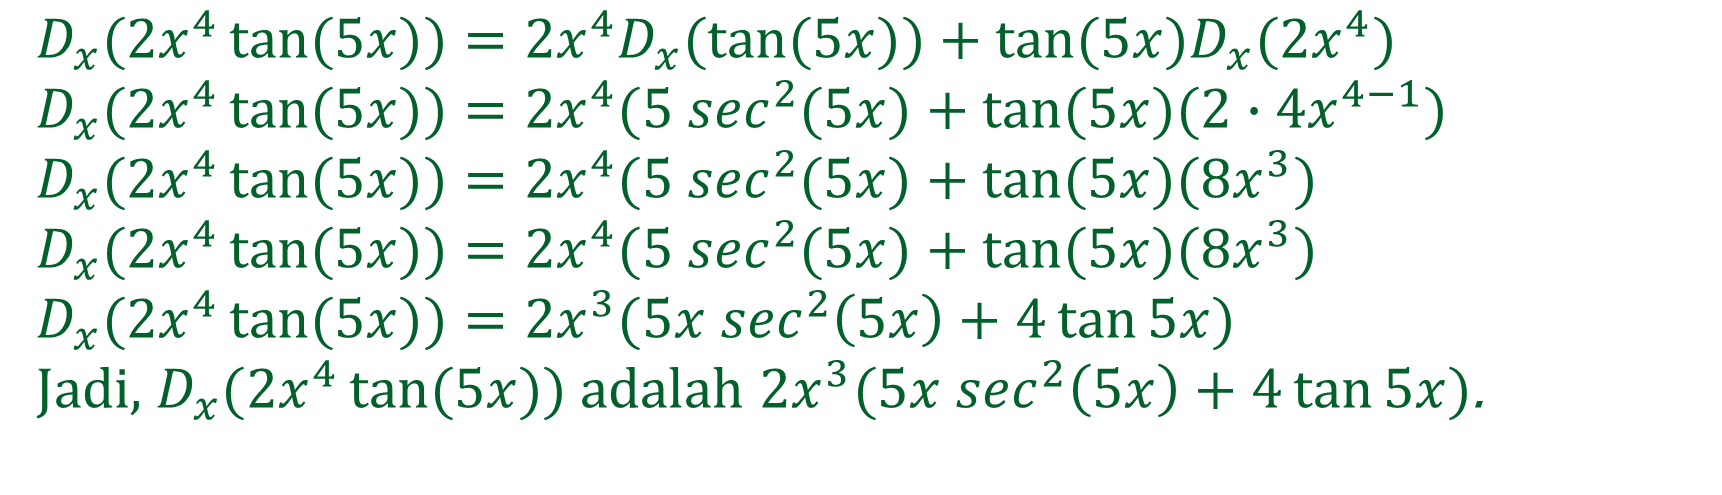 Dₓ(2x⁴ tan(5x)) = 2x⁴Dₓ(tan(5x)) + tan(5x)Dₓ(2x⁴)
Dₓ(2x⁴ tan(5x)) = 2x⁴(5 sec²(5x) + tan(5x)(2 · 4x⁴⁻¹)
Dₓ(2x⁴ tan(5x)) = 2x⁴(5 sec²(5x) + tan(5x)(8x³)
Dₓ(2x⁴ tan(5x)) = 2x⁴(5 sec²(5x) + tan(5x)(8x³)
Dₓ(2x⁴ tan(5x)) = 2x³(5x sec²(5x) + 4 tan 5x)
Jadi, Dₓ(2x⁴ tan(5x)) adalah 2x³(5x sec²(5x) + 4 tan 5x).